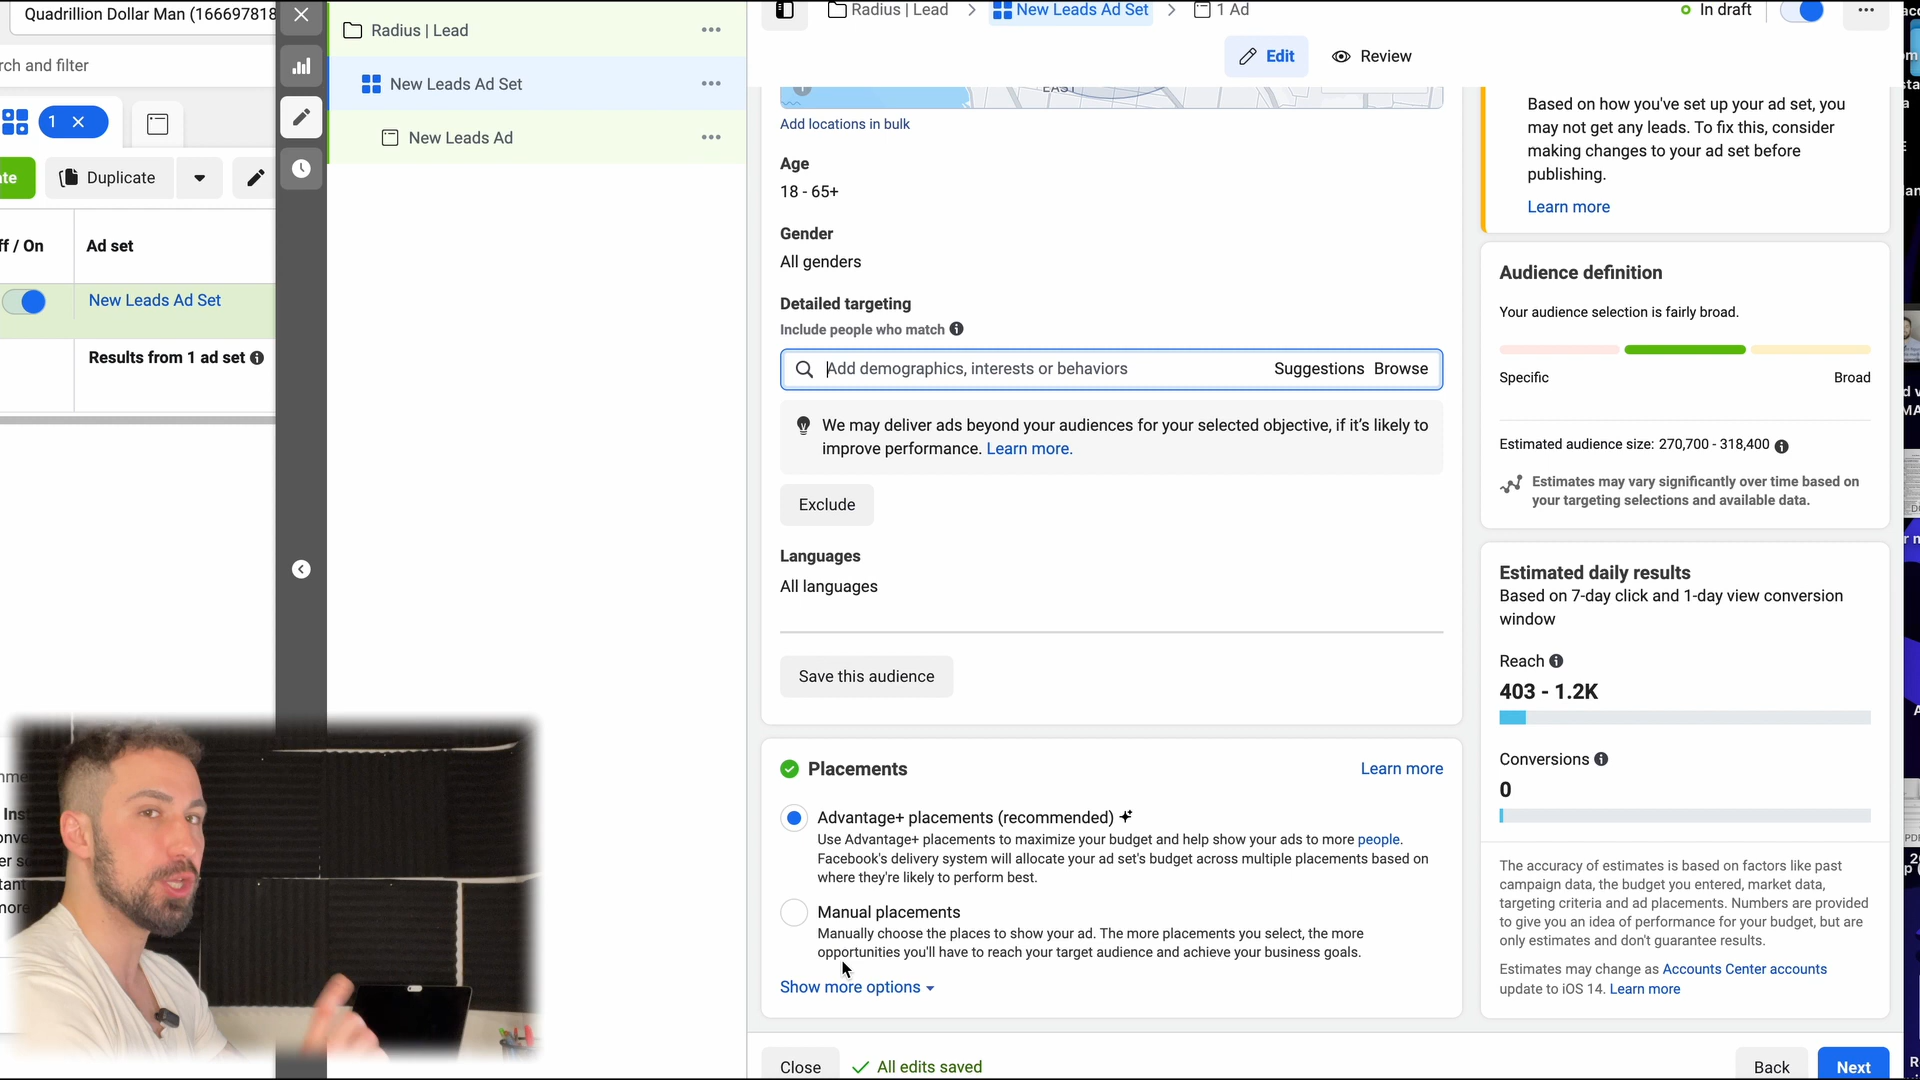 Quadrillion Dollar Man (166697818
rch and filter
1
te
Duplicate
ff / On
Ad set
New Leads Ad Set
Results from 1 ad set
Radius | Lead
New Leads Ad Set
New Leads Ad
Radius | Lead
New Leads Ad Set
1 Ad
In draft
Edit
Review
EAST
Add locations in bulk
Age
18 - 65+
Gender
All genders
Detailed targeting
Include people who match
Add demographics, interests or behaviors
Suggestions
Browse
We may deliver ads beyond your audiences for your selected objective, if it's likely to
improve performance. Learn more.
Exclude
Languages
All languages
Save this audience
Placements
Learn more
Advantage+ placements (recommended)
Use Advantage+ placements to maximize your budget and help show your ads to more people.
Facebook's delivery system will allocate your ad set's budget across multiple placements based on
where they're likely to perform best.
Manual placements
Manually choose the places to show your ad. The more placements you select, the more
opportunities you'll have to reach your target audience and achieve your business goals.
Show more options
Close
All edits saved
Back
Next
Based on how you've set up your ad set, you
may not get any leads. To fix this, consider
making changes to your ad set before
publishing.
Learn more
Audience definition
Your audience selection is fairly broad.
Specific
Broad
Estimated audience size: 270,700 - 318,400
Estimates may vary significantly over time based on
your targeting selections and available data.
Estimated daily results
Based on 7-day click and 1-day view conversion
window
Reach
403 - 1.2K
Conversions
0
The accuracy of estimates is based on factors like past
campaign data, the budget you entered, market data,
targeting criteria and ad placements. Numbers are provided
to give you an idea of performance for your budget, but are
only estimates and don't guarantee results.
Estimates may change as Accounts Center accounts
update to iOS 14. Learn more